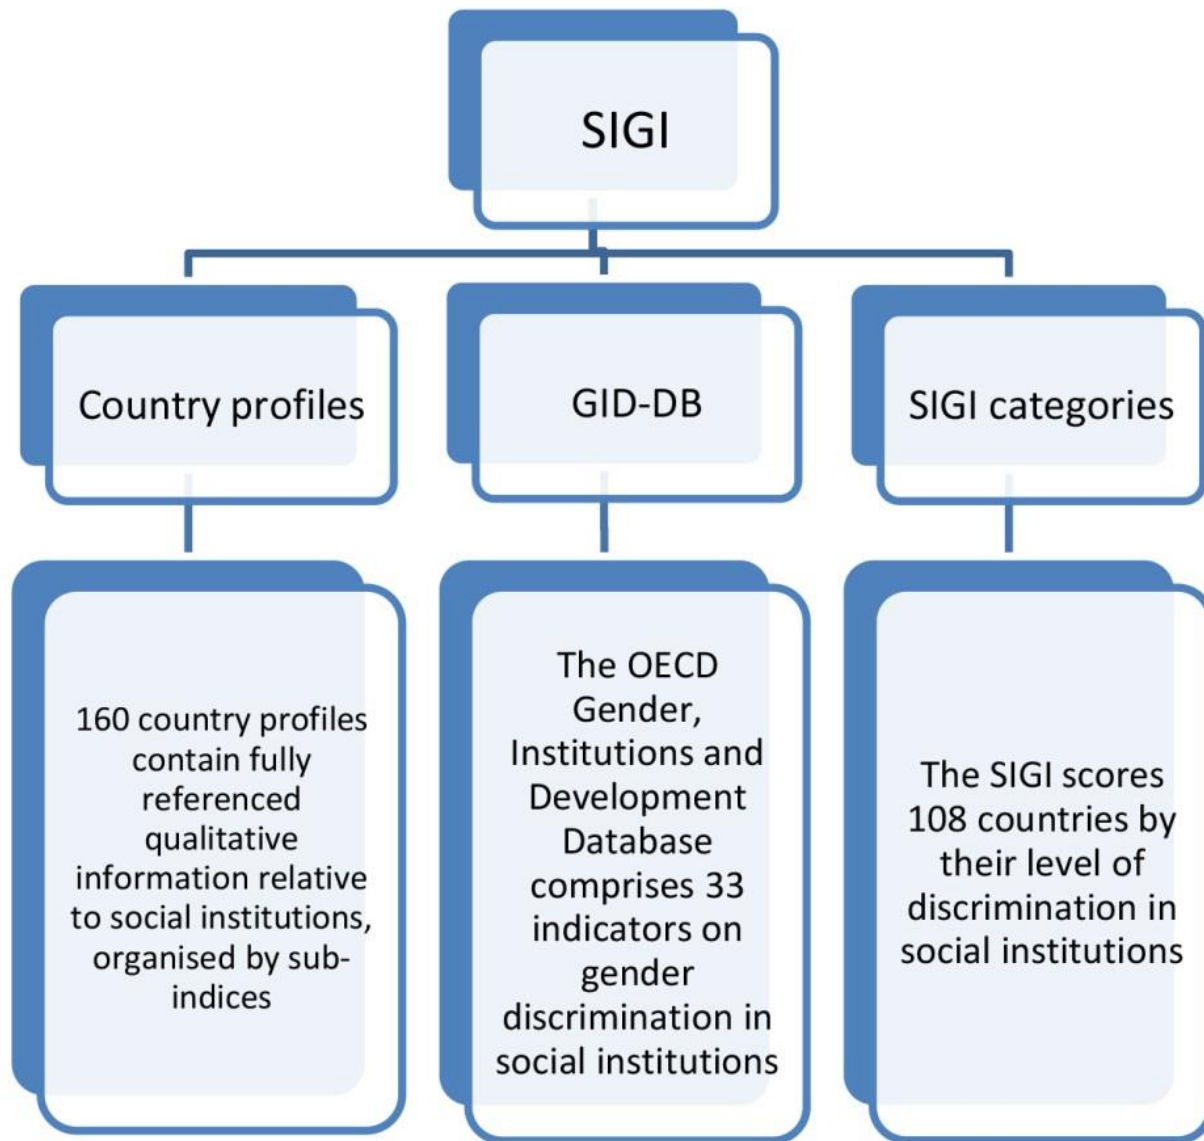 SIGI
Country profiles
GID-DB
SIGI categories
160 country profiles
contain fully
referenced
qualitative
information relative
to social institutions,
organised by sub-
indices
The OECD
Gender,
Institutions and
Development
Database
comprises 33
indicators on
gender
discrimination in
social institutions
The SIGI scores
108 countries by
their level of
discrimination in
social institutions